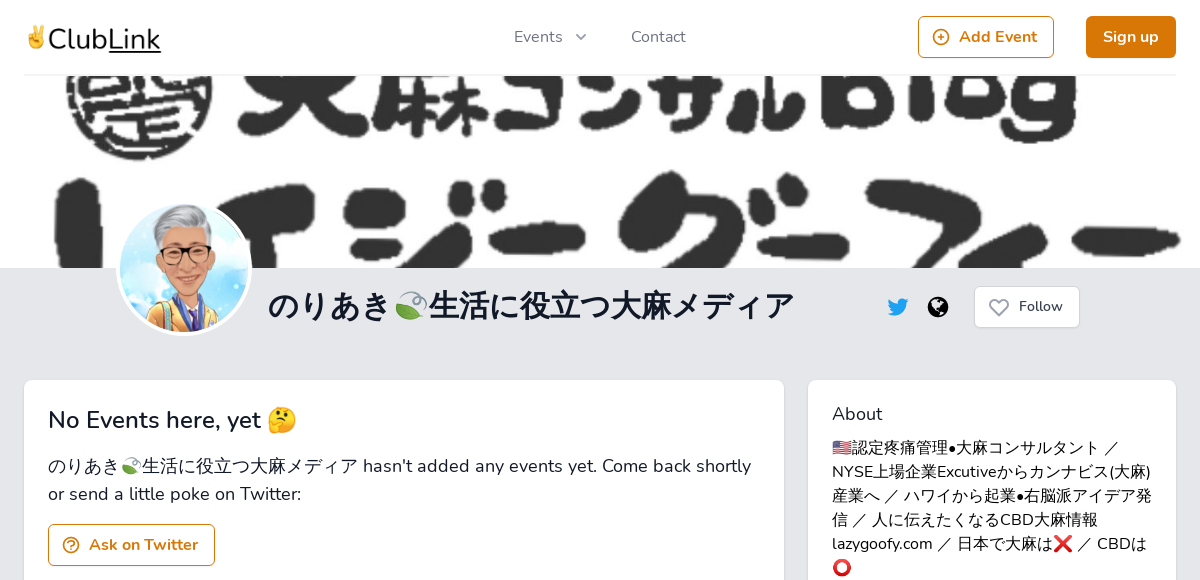 ✌️ClubLink
Events
Contact
Add Event
Sign up
大麻コンサルBlog
レイジーグーフィー
のりあき🍃生活に役立つ大麻メディア
Follow
No Events here, yet 🤔
のりあき🍃生活に役立つ大麻メディア hasn't added any events yet. Come back shortly
or send a little poke on Twitter:
Ask on Twitter
About
🇺🇸認定疼痛管理•大麻コンサルタント ／
NYSE上場企業Excutiveからカンナビス(大麻)
産業へ ／ ハワイから起業•右脳派アイデア発
信 ／ 人に伝えたくなるCBD大麻情報
lazygoofy.com ／ 日本で大麻は❌ ／ CBDは
⭕